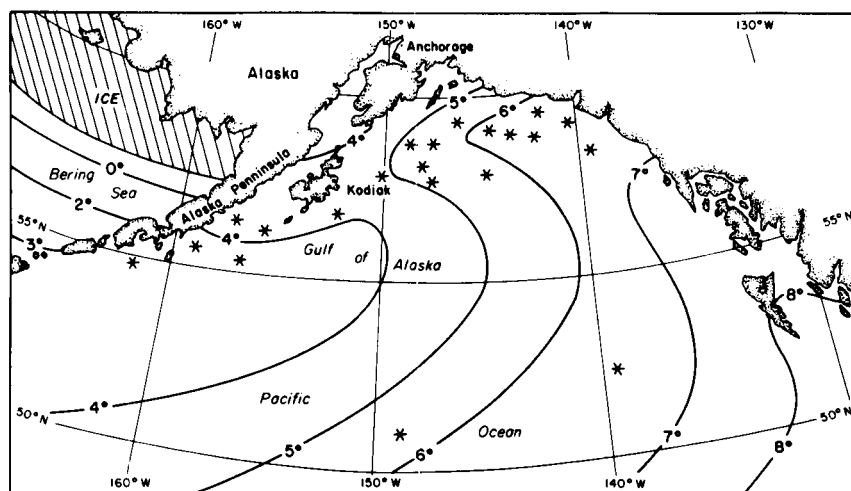 160° W
150° W
140° W
130° W
Anchorage
Alaska
ICE
5°
6°
4°
7°
0°
Bering
Sea
2°
3°
Alaska Penninsula
Kodiak
55° N
55° N
4°
Gulf of Alaska
8°
50° N
50° N
4°
Pacific
Ocean
5°
6°
7°
8°
160° W
150° W
140° W